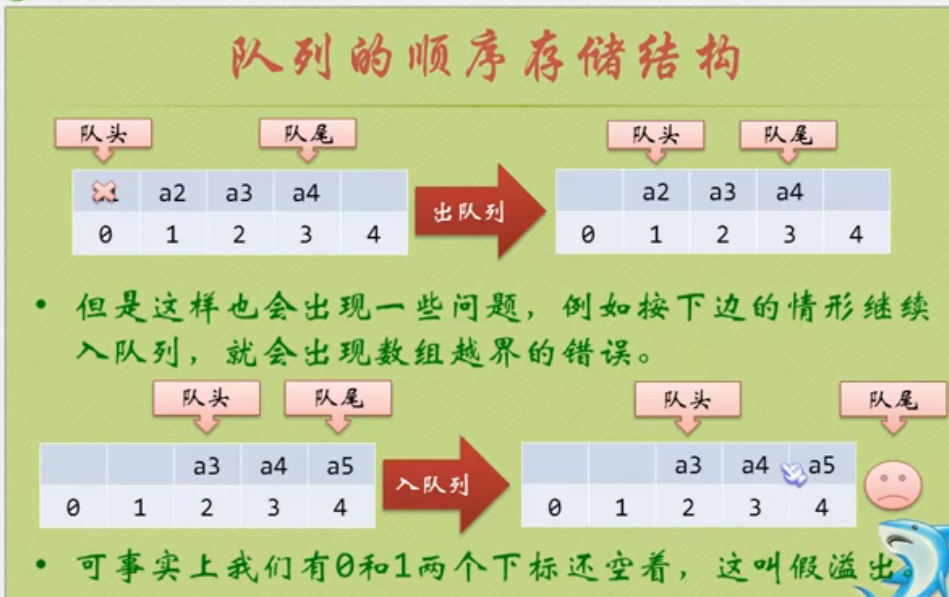 队列的顺序存储结构
队头 队尾 队头 队尾
a2 a3 a4 出队列 a2 a3 a4
0 1 2 3 4 0 1 2 3 4
• 但是这样也会出现一些问题，例如按下边的情形继续
入队列，就会出现数组越界的错误。
队头 队尾 队头 队尾
a3 a4 a5 入队列 a3 a4 a5
0 1 2 3 4 0 1 2 3 4
• 可事实上我们有0和1两个下标还空着，这叫假溢出。